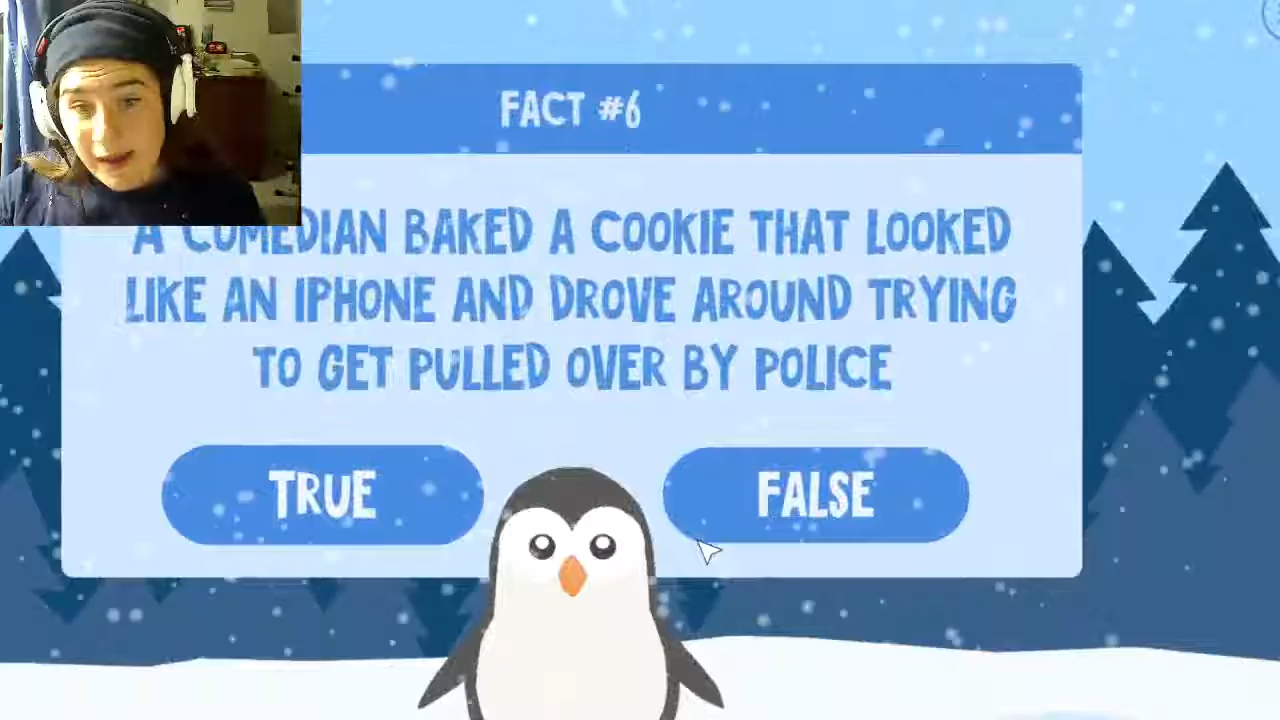 FACT #6
A COMEDIAN BAKED A COOKIE THAT LOOKED
LIKE AN IPHONE AND DROVE AROUND TRYING
TO GET PULLED OVER BY POLICE
TRUE
FALSE